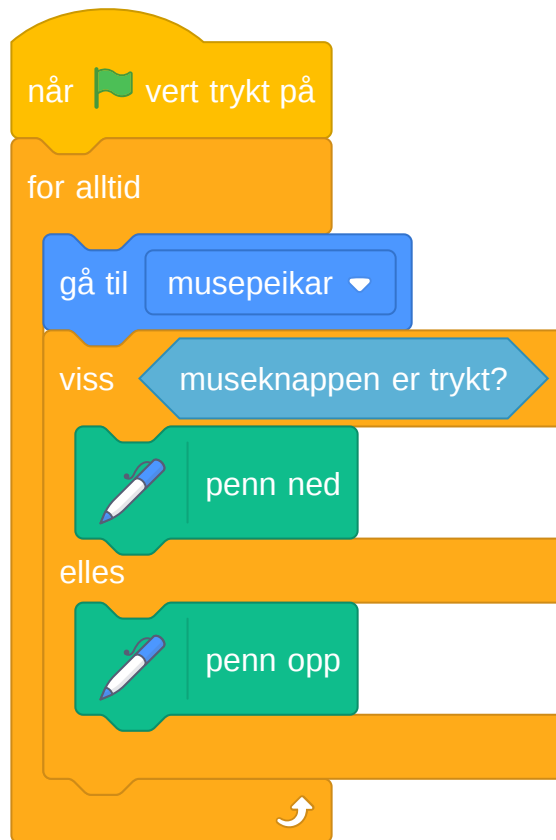 når vert trykt på
for alltid
gå til musepeikar
viss museknappen er trykt?
penn ned
elles
penn opp